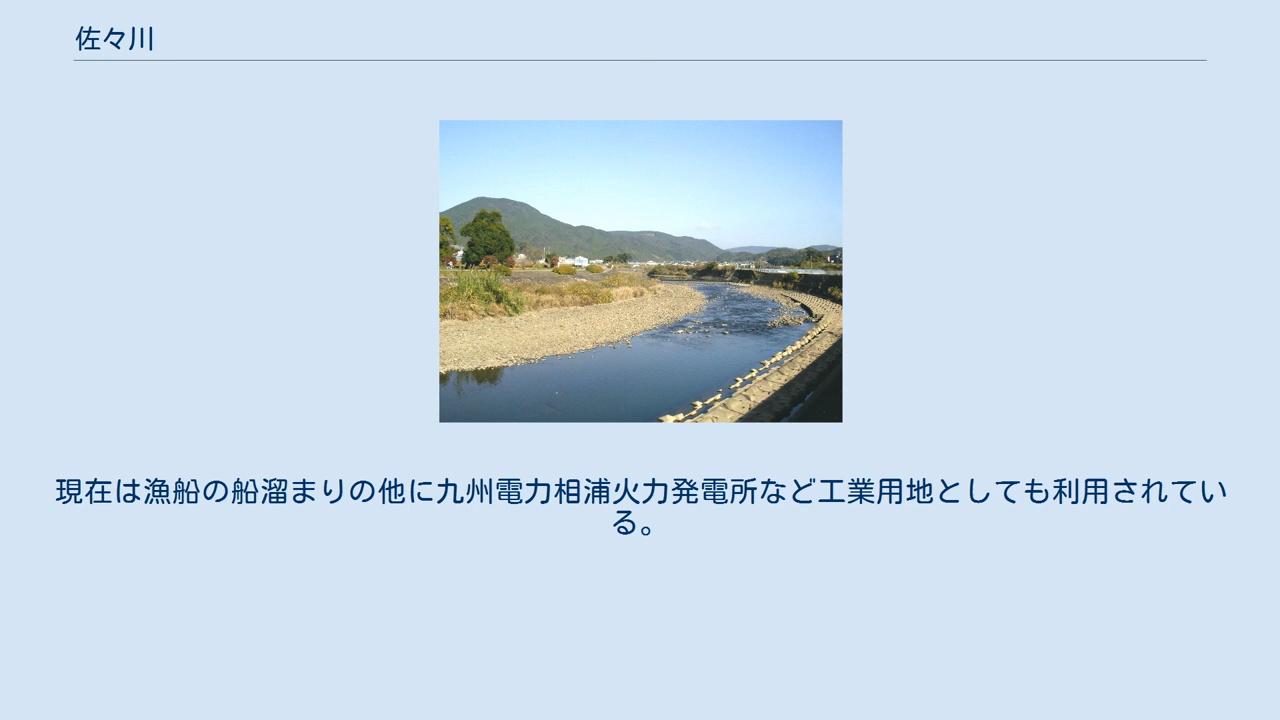 佐々川
現在は漁船の船溜まりの他に九州電力相浦火力発電所など工業用地としても利用されてい
る。